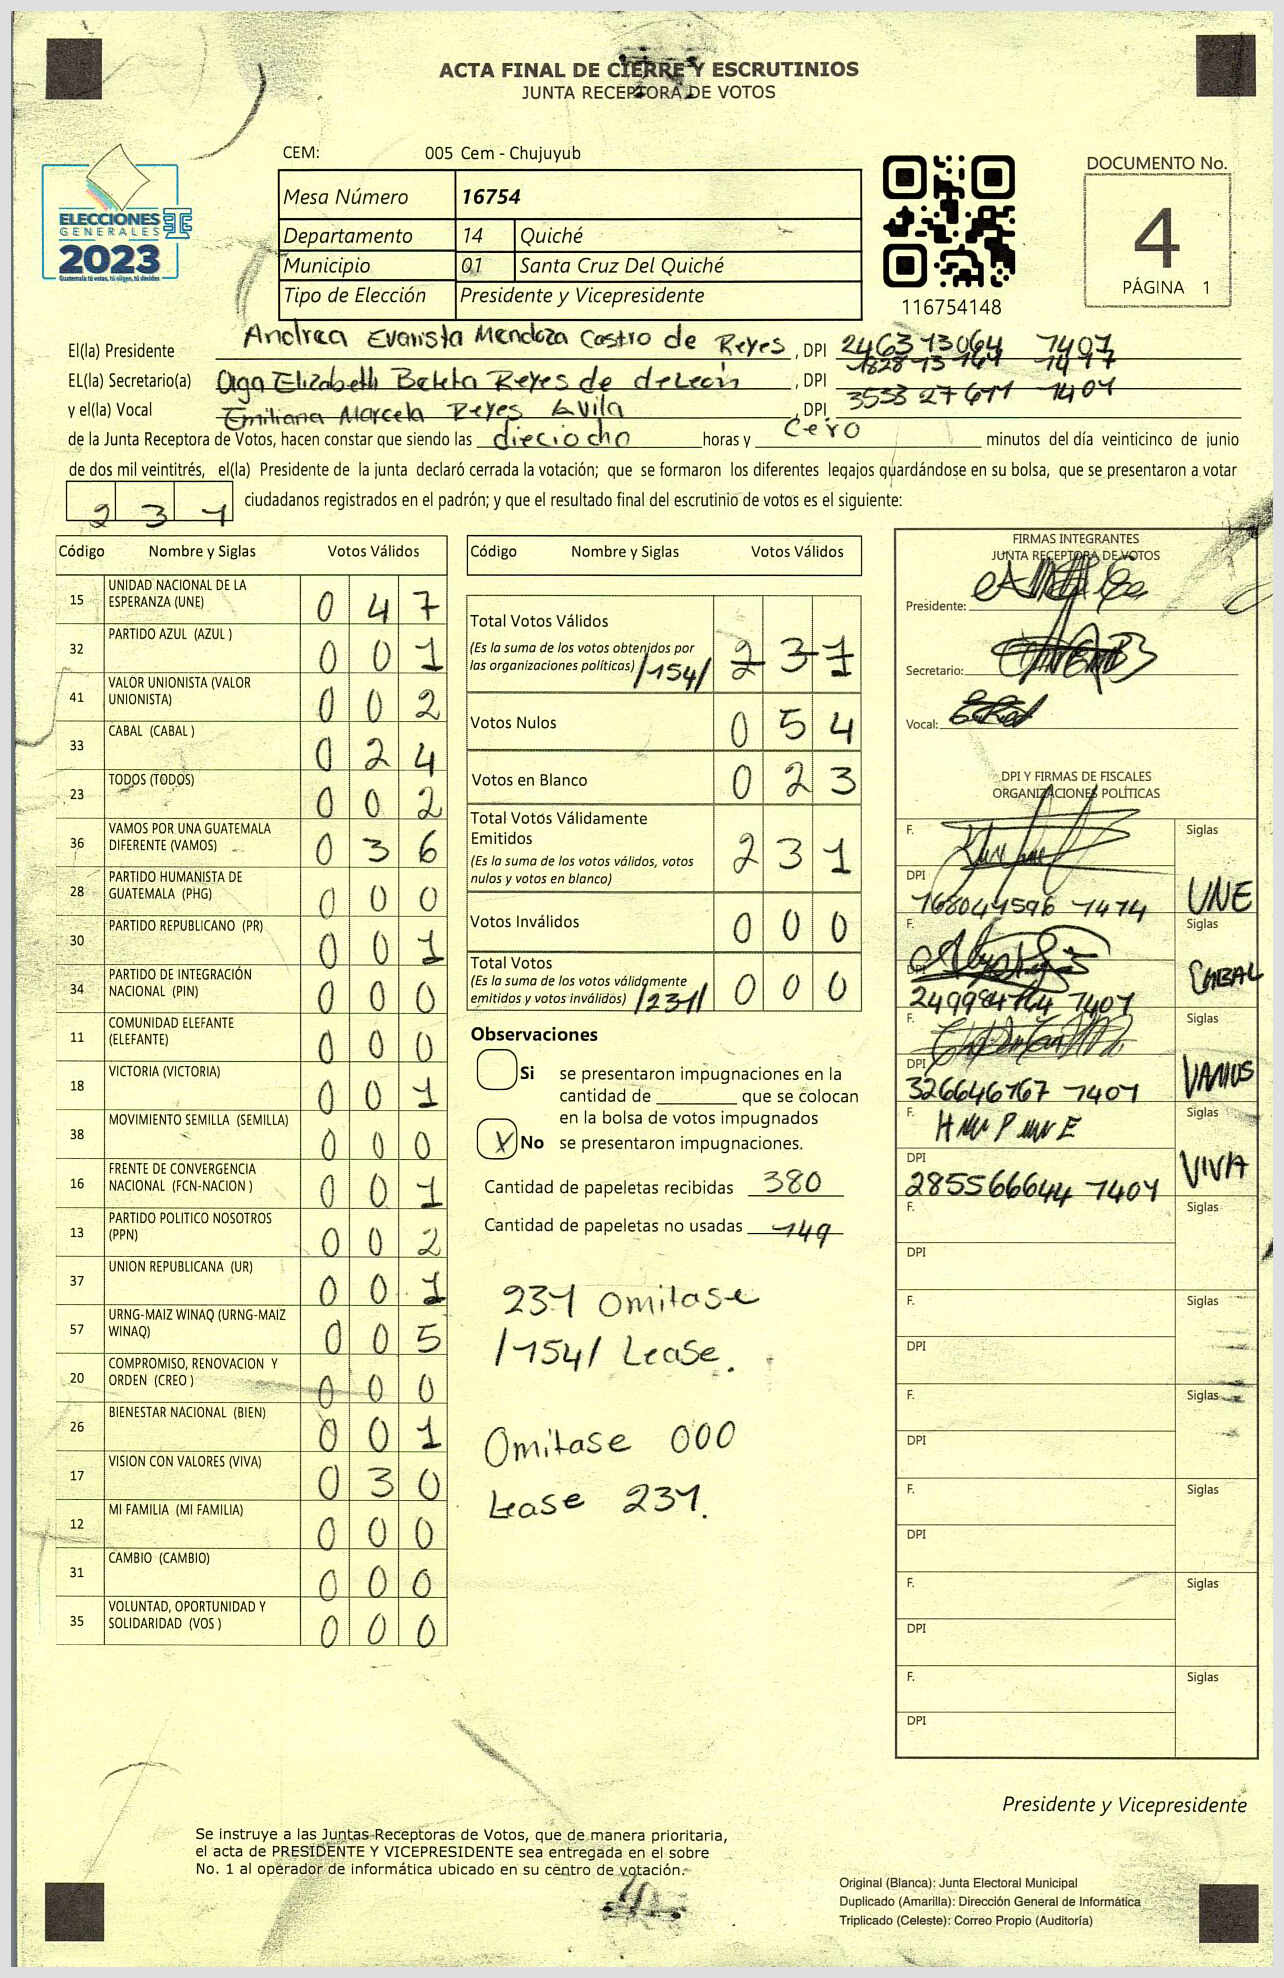 ACTA FINAL DE CIERRE Y ESCRUTINIOS
JUNTA RECEPTORA DE VOTOS
ELECCIONES
GENERALES
2023
Guatemala tú votas, tú eliges, tú decides
CEM: 005 Cem - Chujuyub
Mesa Número 16754
Departamento 14 Quiché
Municipio 01 Santa Cruz Del Quiché
Tipo de Elección Presidente y Vicepresidente
116754148
DOCUMENTO No.
4
PÁGINA 1
El(la) Presidente Andrea Evarista Mendoza Castro de Reyes, DPI 2463 13064 1407
EL(la) Secretario(a) Olga Elizabeth Beteta Reyes de deLeón, DPI
y el(la) Vocal Emiliana Marcela Reyes Avila, DPI
de la Junta Receptora de Votos, hacen constar que siendo las dieciocho horas y Cero minutos del día veinticinco de junio
de dos mil veintitrés, el(la) Presidente de la junta declaró cerrada la votación; que se formaron los diferentes legajos guardándose en su bolsa, que se presentaron a votar
2 3 1 ciudadanos registrados en el padrón; y que el resultado final del escrutinio de votos es el siguiente:
Código Nombre y Siglas Votos Válidos
15 UNIDAD NACIONAL DE LA ESPERANZA (UNE) 0 4 7
32 PARTIDO AZUL (AZUL ) 0 0 1
41 VALOR UNIONISTA (VALOR UNIONISTA) 0 0 2
33 CABAL (CABAL ) 0 2 4
23 TODOS (TODOS) 0 0 2
36 VAMOS POR UNA GUATEMALA DIFERENTE (VAMOS) 0 3 6
28 PARTIDO HUMANISTA DE GUATEMALA (PHG) 0 0 0
30 PARTIDO REPUBLICANO (PR) 0 0 1
34 PARTIDO DE INTEGRACIÓN NACIONAL (PIN) 0 0 0
11 COMUNIDAD ELEFANTE (ELEFANTE) 0 0 0
18 VICTORIA (VICTORIA) 0 0 1
38 MOVIMIENTO SEMILLA (SEMILLA) 0 0 0
16 FRENTE DE CONVERGENCIA NACIONAL (FCN-NACION ) 0 0 1
13 PARTIDO POLITICO NOSOTROS (PPN) 0 0 2
37 UNION REPUBLICANA (UR) 0 0 1
57 URNG-MAIZ WINAQ (URNG-MAIZ WINAQ) 0 0 5
20 COMPROMISO, RENOVACION Y ORDEN (CREO ) 0 0 0
26 BIENESTAR NACIONAL (BIEN) 0 0 1
17 VISION CON VALORES (VIVA) 0 3 0
12 MI FAMILIA (MI FAMILIA) 0 0 0
31 CAMBIO (CAMBIO) 0 0 0
35 VOLUNTAD, OPORTUNIDAD Y SOLIDARIDAD (VOS ) 0 0 0
Código Nombre y Siglas Votos Válidos
Total Votos Válidos
(Es la suma de los votos obtenidos por
las organizaciones políticas) /154/ 2 3 1
Votos Nulos 0 5 4
Votos en Blanco 0 2 3
Total Votos Válidamente
Emitidos 2 3 1
(Es la suma de los votos válidos, votos
nulos y votos en blanco)
Votos Inválidos 0 0 0
Total Votos
(Es la suma de los votos válidamente
emitidos y votos inválidos) /231/ 0 0 0
Observaciones
Si se presentaron impugnaciones en la
cantidad de ________ que se colocan
en la bolsa de votos impugnados
X No se presentaron impugnaciones.
Cantidad de papeletas recibidas 380
Cantidad de papeletas no usadas 149
231 Omitase
/154/ Lease.
Omitase 000
Lease 231.
FIRMAS INTEGRANTES
JUNTA RECEPTORA DE VOTOS
Presidente:
Secretario:
Vocal:
DPI Y FIRMAS DE FISCALES
ORGANIZACIONES POLÍTICAS
F. Siglas
DPI UNE
F. Siglas
DPI CABAL
F. Siglas
DPI 326646767 1401 VAMOS
F. Siglas
DPI 285566644 1401 VIVA
F. Siglas
DPI
F. Siglas
DPI
F. Siglas
DPI
F. Siglas
DPI
F. Siglas
DPI
F. Siglas
DPI
Presidente y Vicepresidente
Se instruye a las Juntas Receptoras de Votos, que de manera prioritaria,
el acta de PRESIDENTE Y VICEPRESIDENTE sea entregada en el sobre
No. 1 al operador de informática ubicado en su centro de votación.
Original (Blanca): Junta Electoral Municipal
Duplicado (Amarilla): Dirección General de Informática
Triplicado (Celeste): Correo Propio (Auditoría)